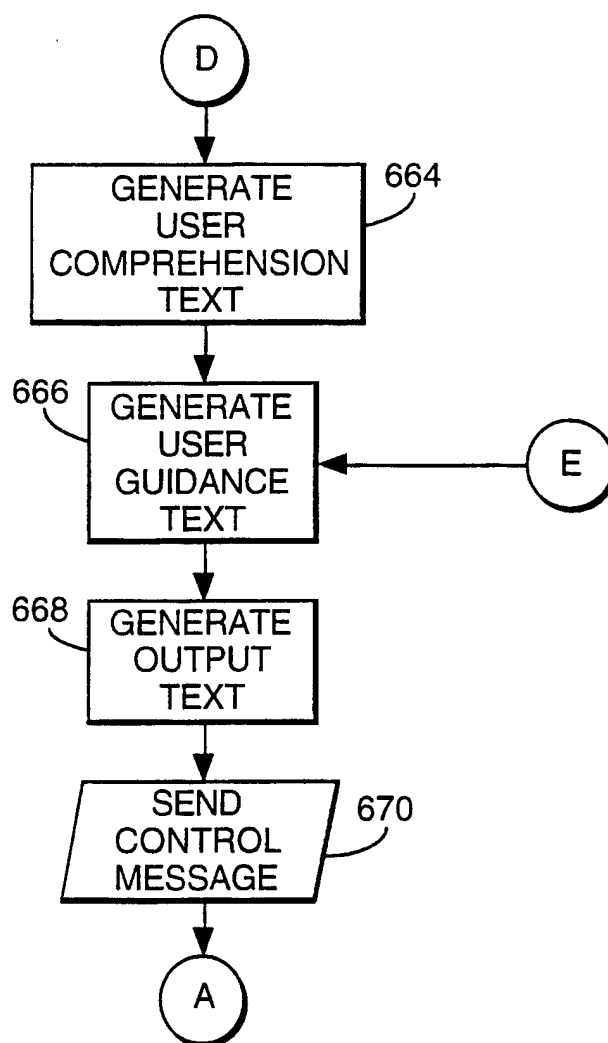 D
GENERATE
USER
COMPREHENSION
TEXT
664
666
GENERATE
USER
GUIDANCE
TEXT
E
668
GENERATE
OUTPUT
TEXT
SEND
CONTROL
MESSAGE
670
A